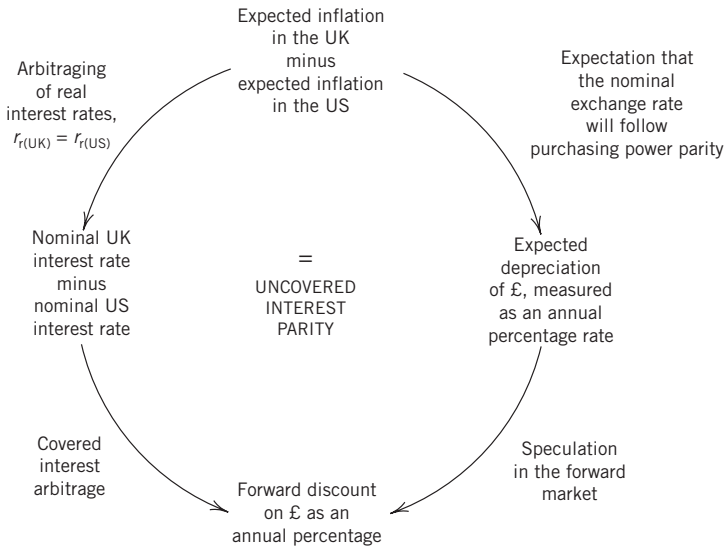 Expected inflation
in the UK
minus
expected inflation
in the US
Arbitraging
of real
interest rates,
r_r(UK) = r_r(US)
Expectation that
the nominal
exchange rate
will follow
purchasing power parity
Nominal UK
interest rate
minus
nominal US
interest rate
=
UNCOVERED
INTEREST
PARITY
Expected
depreciation
of £, measured
as an annual
percentage rate
Covered
interest
arbitrage
Speculation
in the forward
market
Forward discount
on £ as an
annual percentage